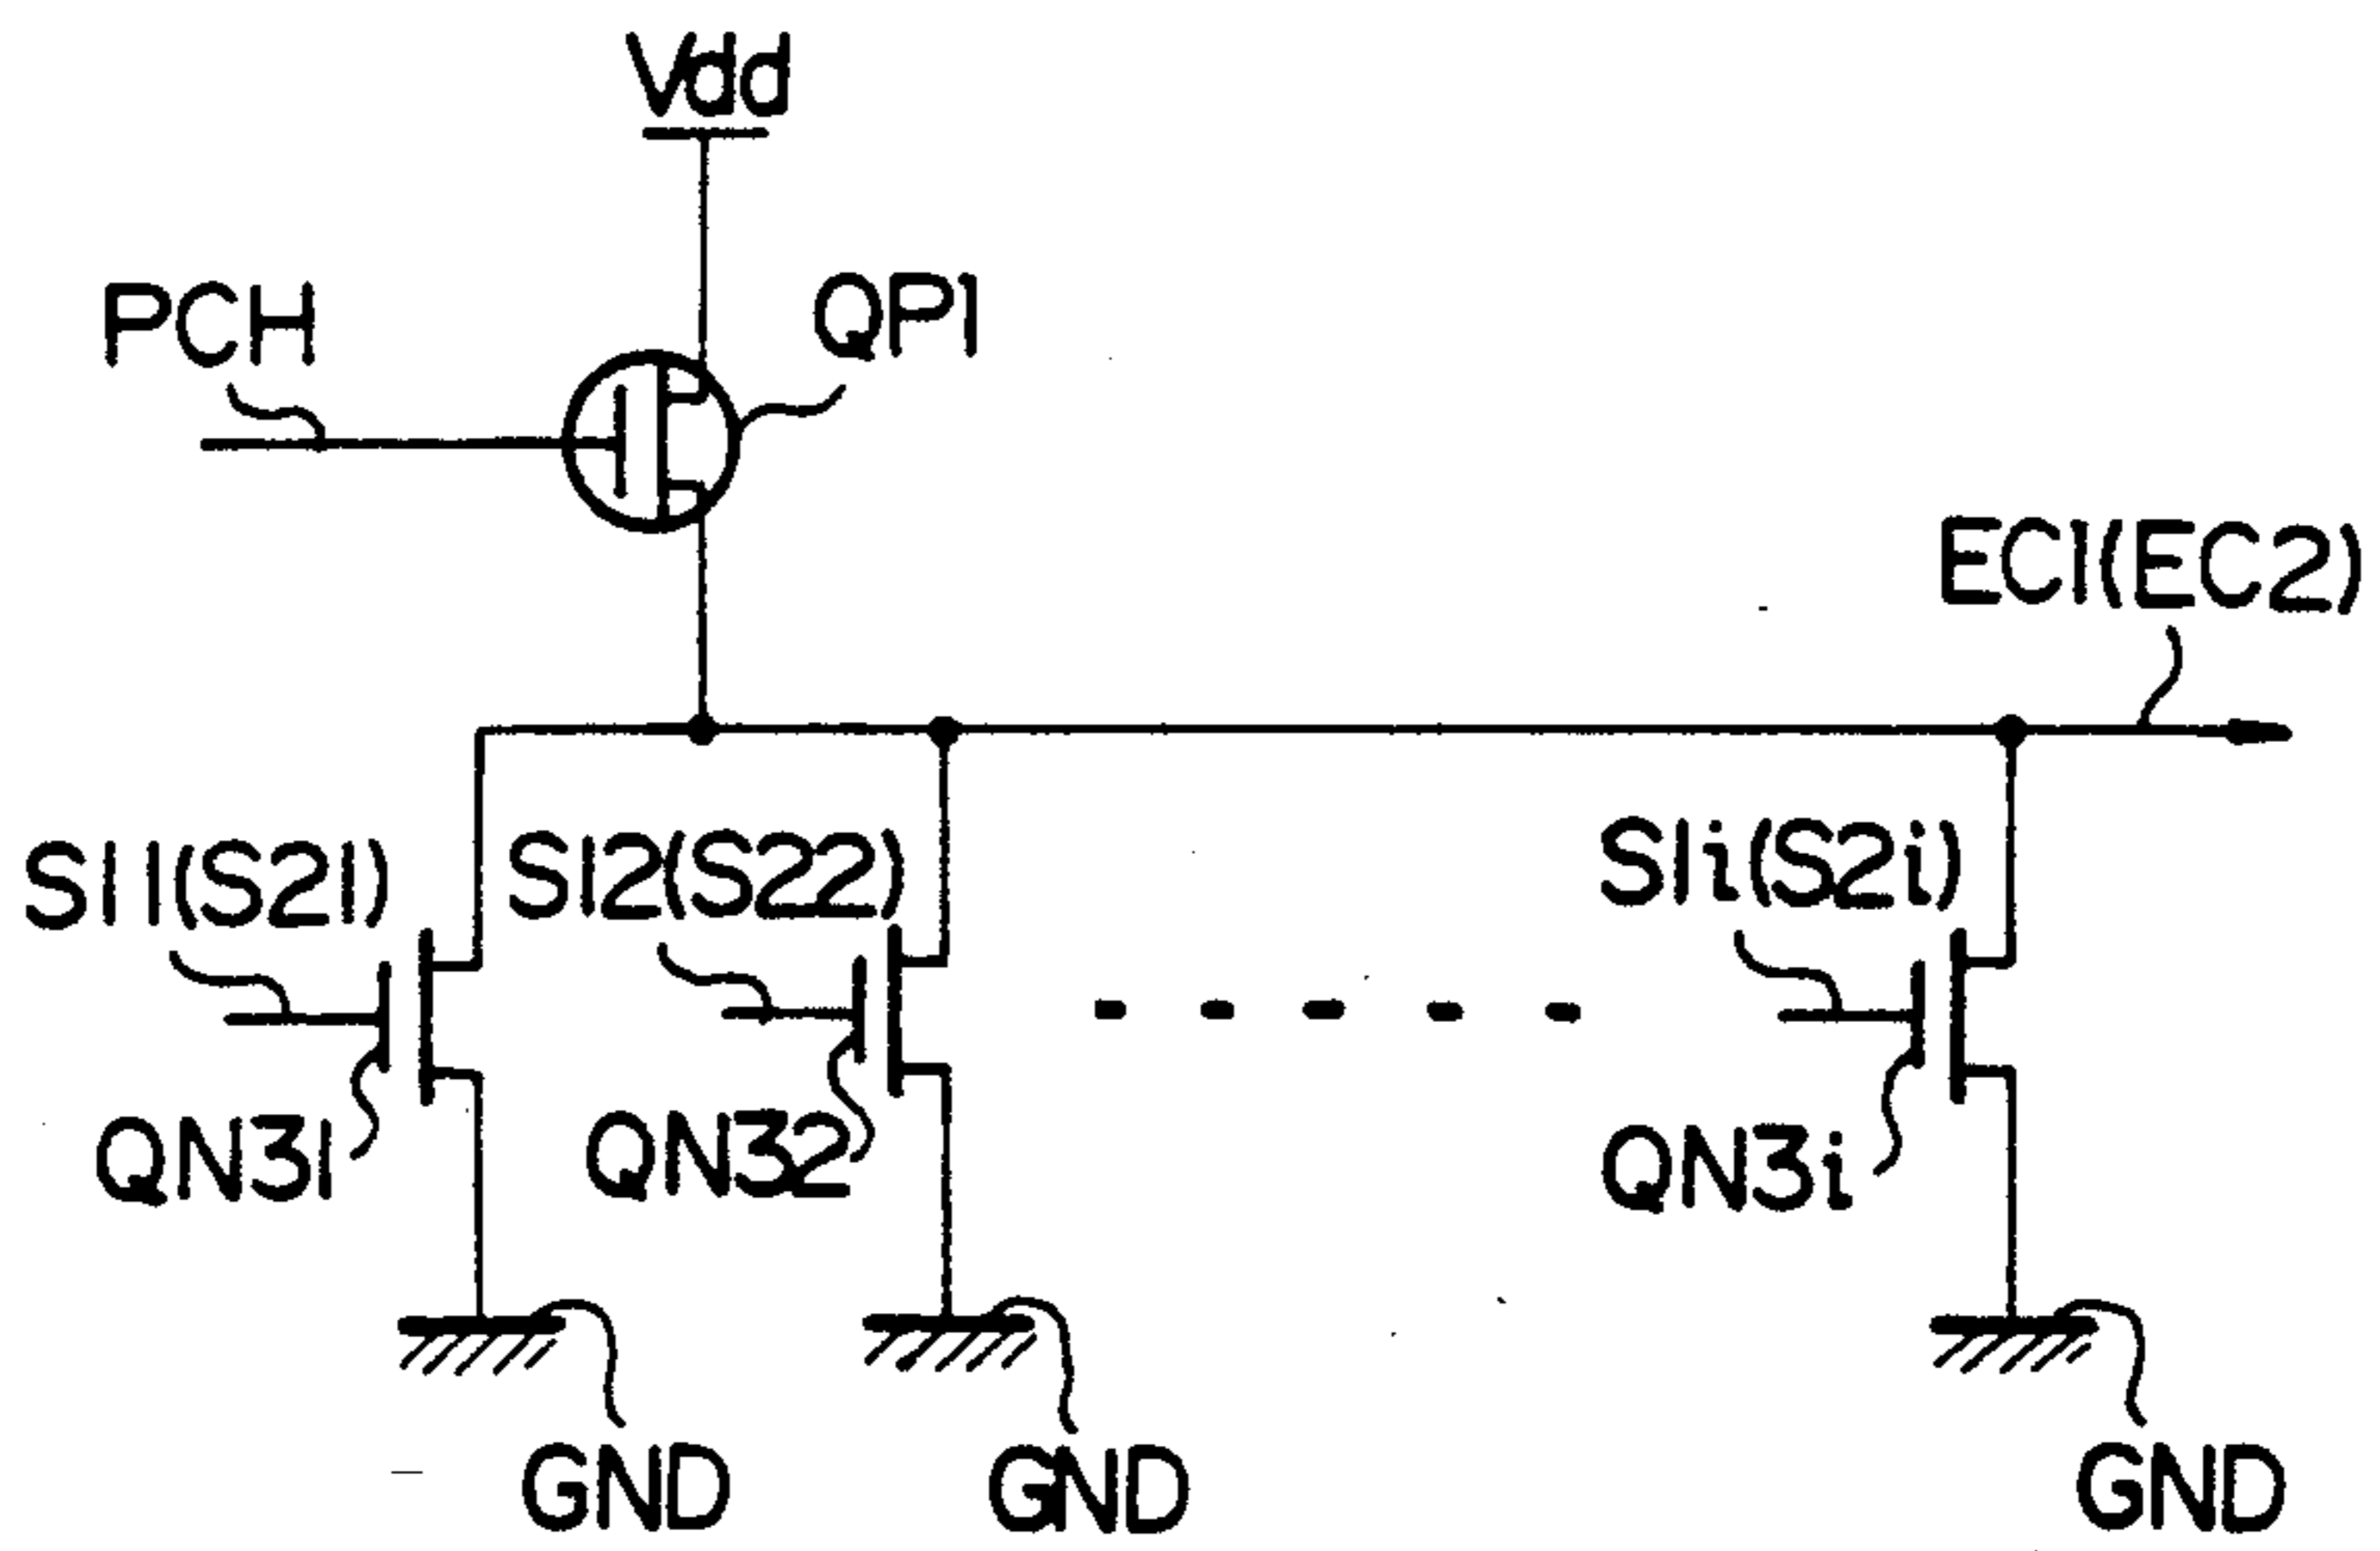 Vdd
PCH
QP1
EC1(EC2)
S11(S21)
S12(S22)
S1i(S2i)
QN31
QN32
QN3i
GND
GND
GND